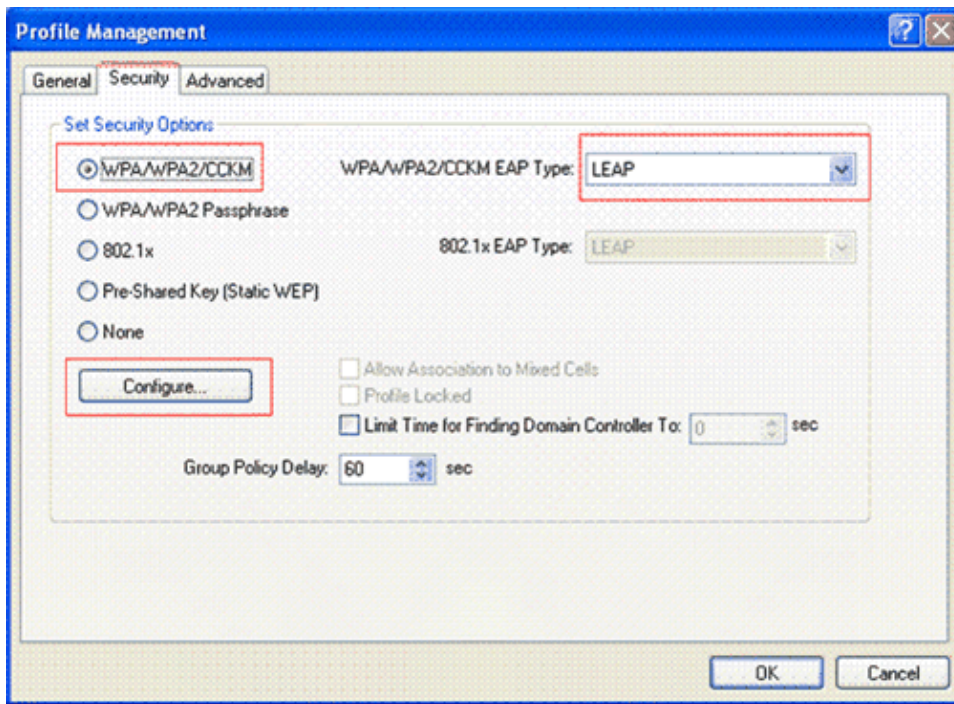 Profile Management
General Security Advanced
Set Security Options
WPA/WPA2/CCKM WPA/WPA2/CCKM EAP Type: LEAP
WPA/WPA2 Passphrase
802.1x 802.1x EAP Type: LEAP
Pre-Shared Key (Static WEP)
None
Configure... Allow Association to Mixed Cells
Profile Locked
Limit Time for Finding Domain Controller To: 0 sec
Group Policy Delay: 60 sec
OK Cancel